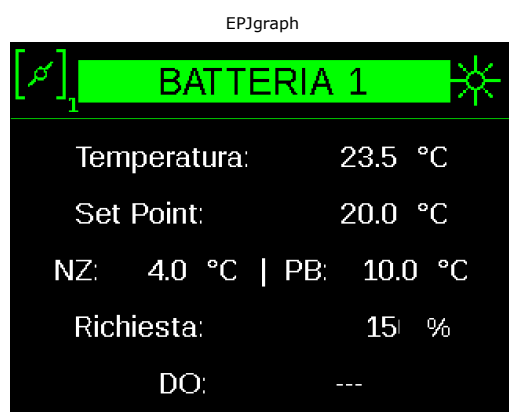 EPJgraph
BATTERIA 1
1
Temperatura: 23.5 °C
Set Point: 20.0 °C
NZ: 4.0 °C | PB: 10.0 °C
Richiesta: 15 %
DO: ---